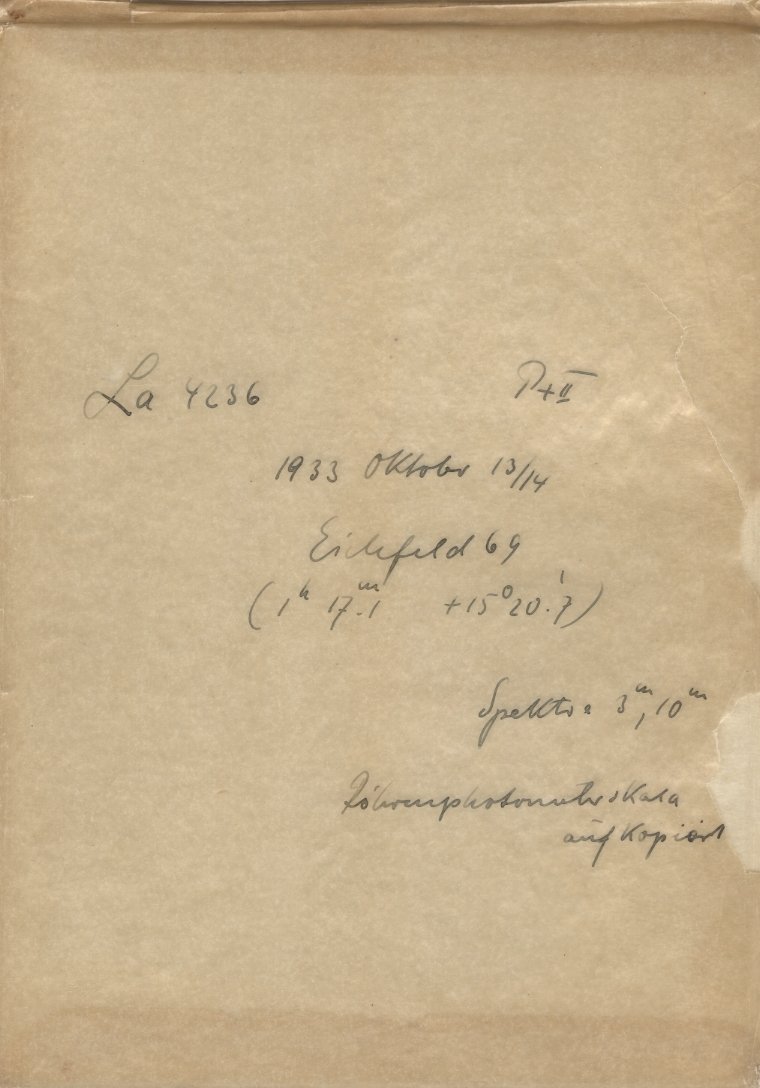 La 4236 P+II
1933 Oktober 13/14
Eichfeld 69
(1ʰ 17ᵐ.1 +15°20'.7)
Spektra 3ᵐ, 10ᵐ
Röhrenphotometerskala
aufkopiert